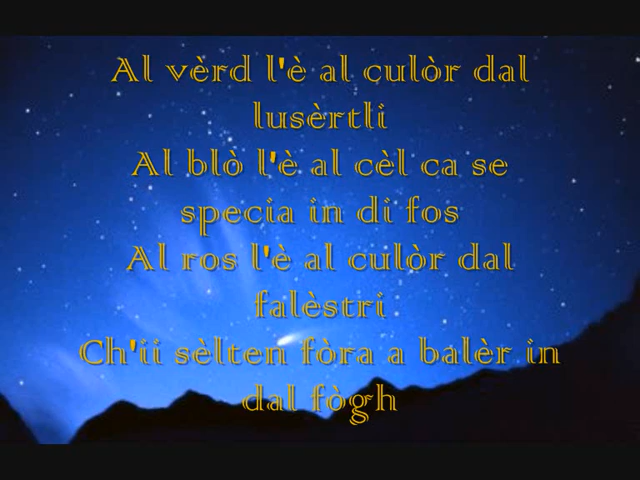 Al vèrd l'è al culòr dal
lusèrtli
Al blò l'è al cèl ca se
specia in di fos
Al ros l'è al culòr dal
falèstri
Ch'ii sèlten fòra a balèr in
dal fògh